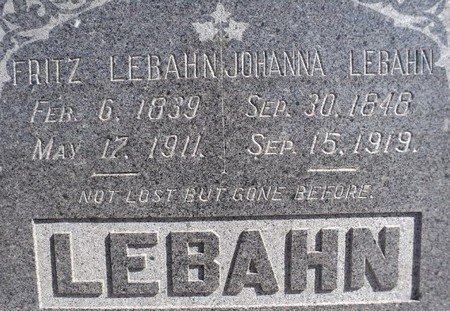 FRITZ LEBAHN JOHANNA LEBAHN
FEB. 6. 1839 SEP. 30. 1848
MAY 17. 1911. SEP. 15. 1919.
NOT LOST BUT GONE BEFORE.
LEBAHN